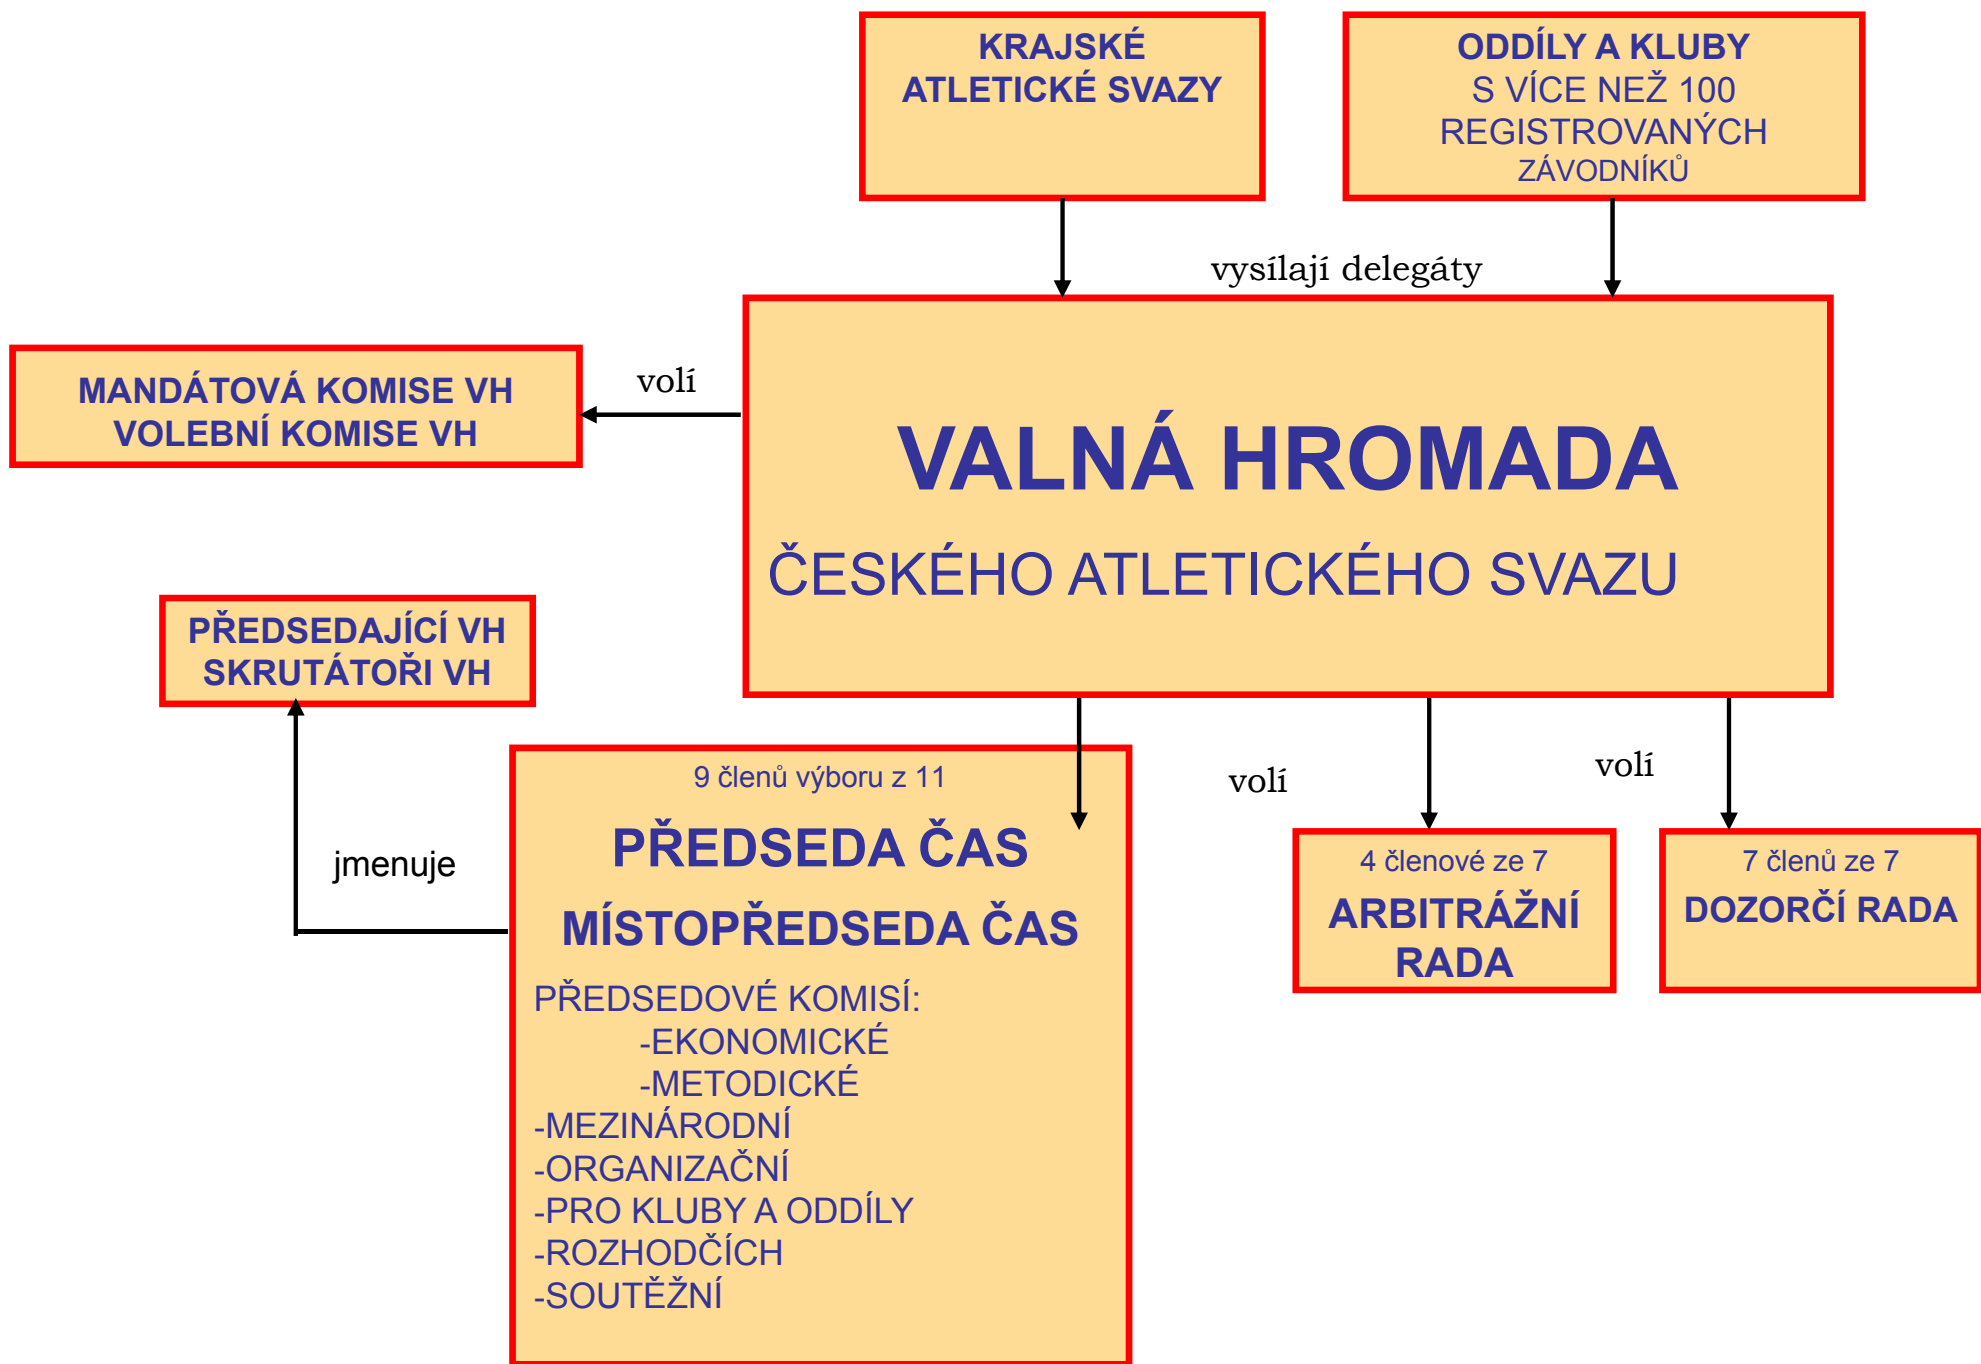 KRAJSKÉ
ATLETICKÉ SVAZY
ODDÍLY A KLUBY
S VÍCE NEŽ 100
REGISTROVANÝCH
ZÁVODNÍKŮ
vysílají delegáty
MANDÁTOVÁ KOMISE VH
VOLEBNÍ KOMISE VH
volí
VALNÁ HROMADA
ČESKÉHO ATLETICKÉHO SVAZU
PŘEDSEDAJÍCÍ VH
SKRUTÁTOŘI VH
jmenuje
9 členů výboru z 11
PŘEDSEDA ČAS
MÍSTOPŘEDSEDA ČAS
PŘEDSEDOVÉ KOMISÍ:
-EKONOMICKÉ
-METODICKÉ
-MEZINÁRODNÍ
-ORGANIZAČNÍ
-PRO KLUBY A ODDÍLY
-ROZHODČÍCH
-SOUTĚŽNÍ
volí
volí
4 členové ze 7
ARBITRÁŽNÍ
RADA
7 členů ze 7
DOZORČÍ RADA